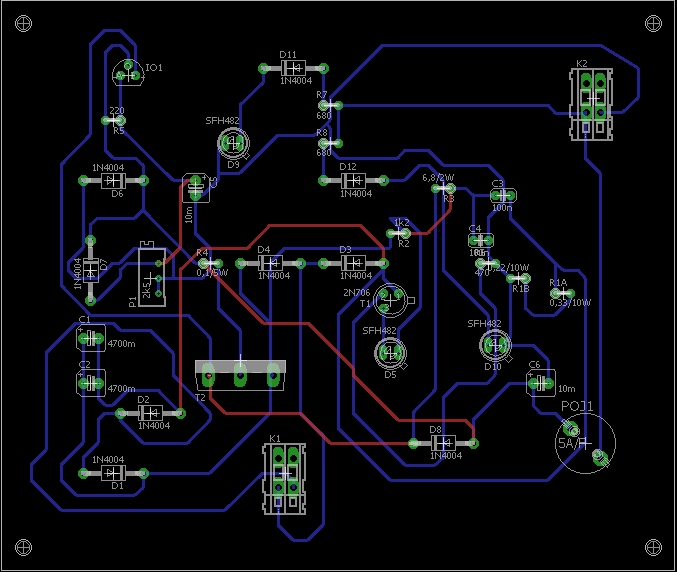 D11
1N4004
IO1
K2
220
R5
R7
680
SFH482
D9
R8
680
1N4004
D6
C5
10m
D12
1N4004
6,8/2W
R3
C3
100n
1k2
R2
C4
D7
1N4004
P1
2k5
R4
0,1/5W
D4
1N4004
D3
1N4004
470
0,22/10W
R1B
R1A
0,33/10W
2N706
T1
C1
4700m
SFH482
D5
SFH482
D10
C2
4700m
T2
C6
10m
D2
1N4004
POJ1
5A/F
K1
D8
1N4004
D1
1N4004